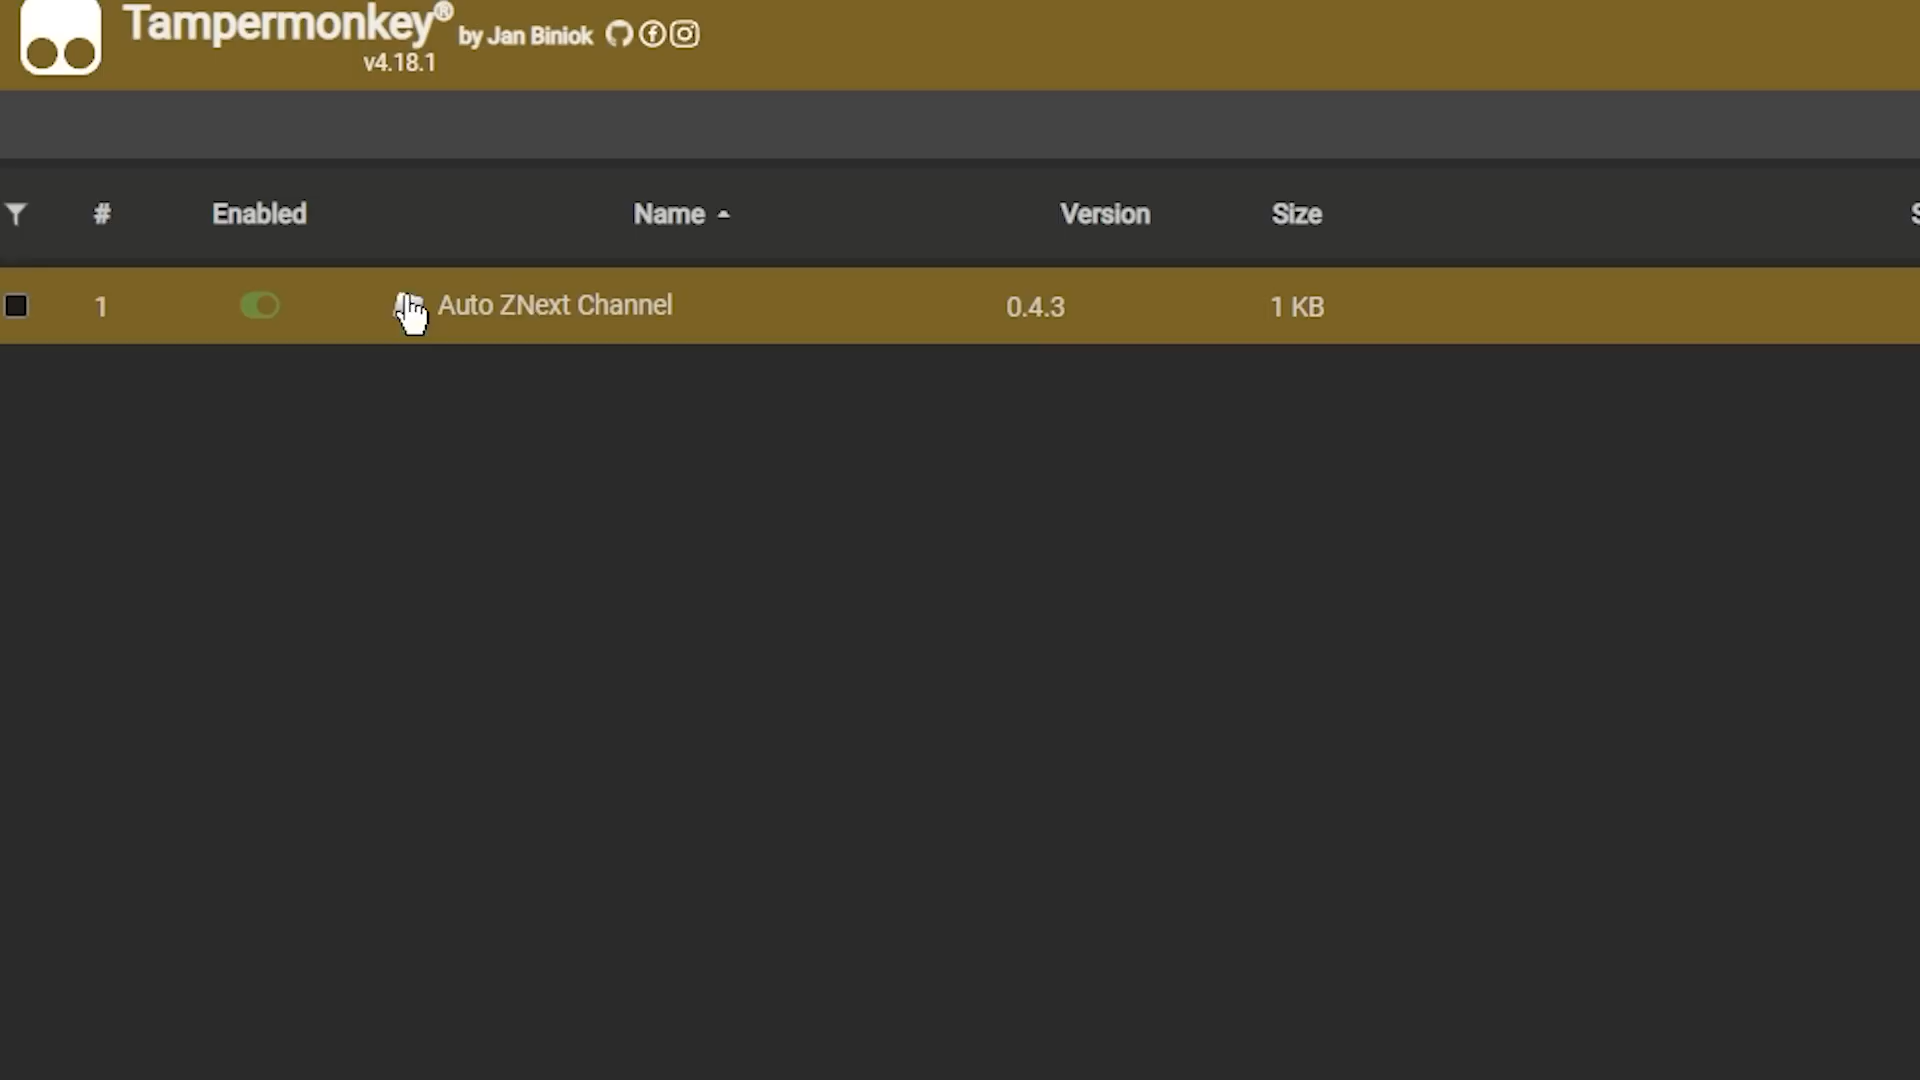 Tampermonkey® by Jan Biniok
v4.18.1
# Enabled Name Version Size
1 Auto ZNext Channel 0.4.3 1 KB